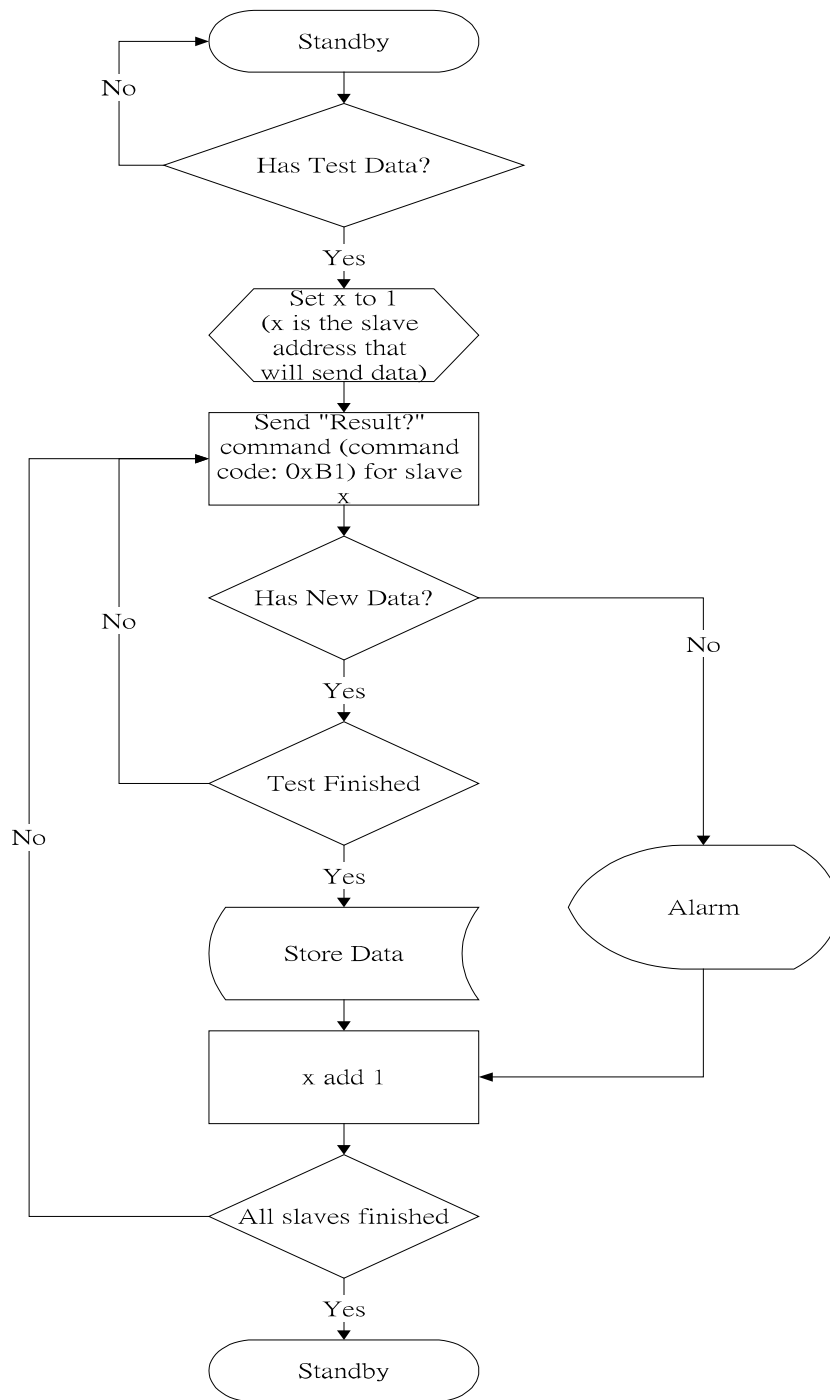 Standby
No
Has Test Data?
Yes
Set x to 1
(x is the slave
address that
will send data)
Send "Result?"
command (command
code: 0xB1) for slave
x
Has New Data?
No
No
Yes
Test Finished
No
Yes
Alarm
Store Data
x add 1
All slaves finished
Yes
Standby